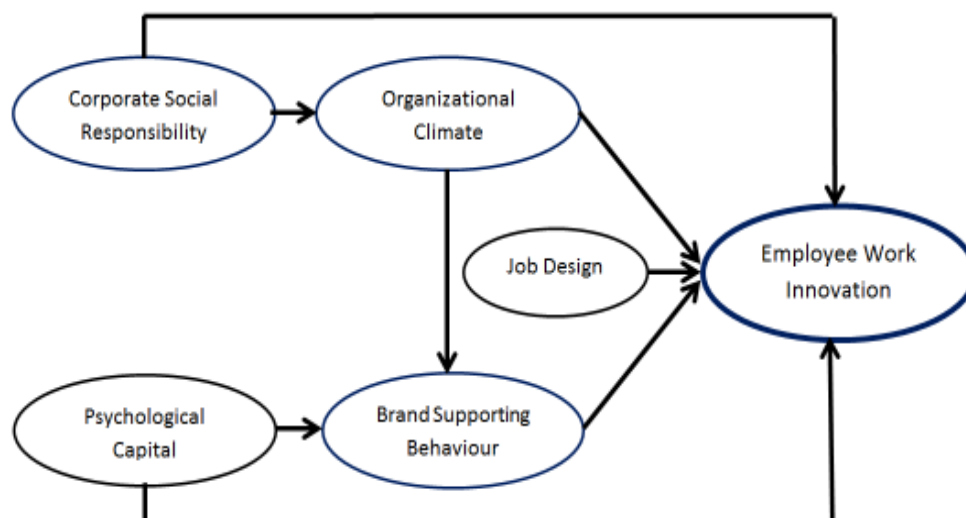 Corporate Social
Responsibility
Organizational
Climate
Job Design
Employee Work
Innovation
Psychological
Capital
Brand Supporting
Behaviour